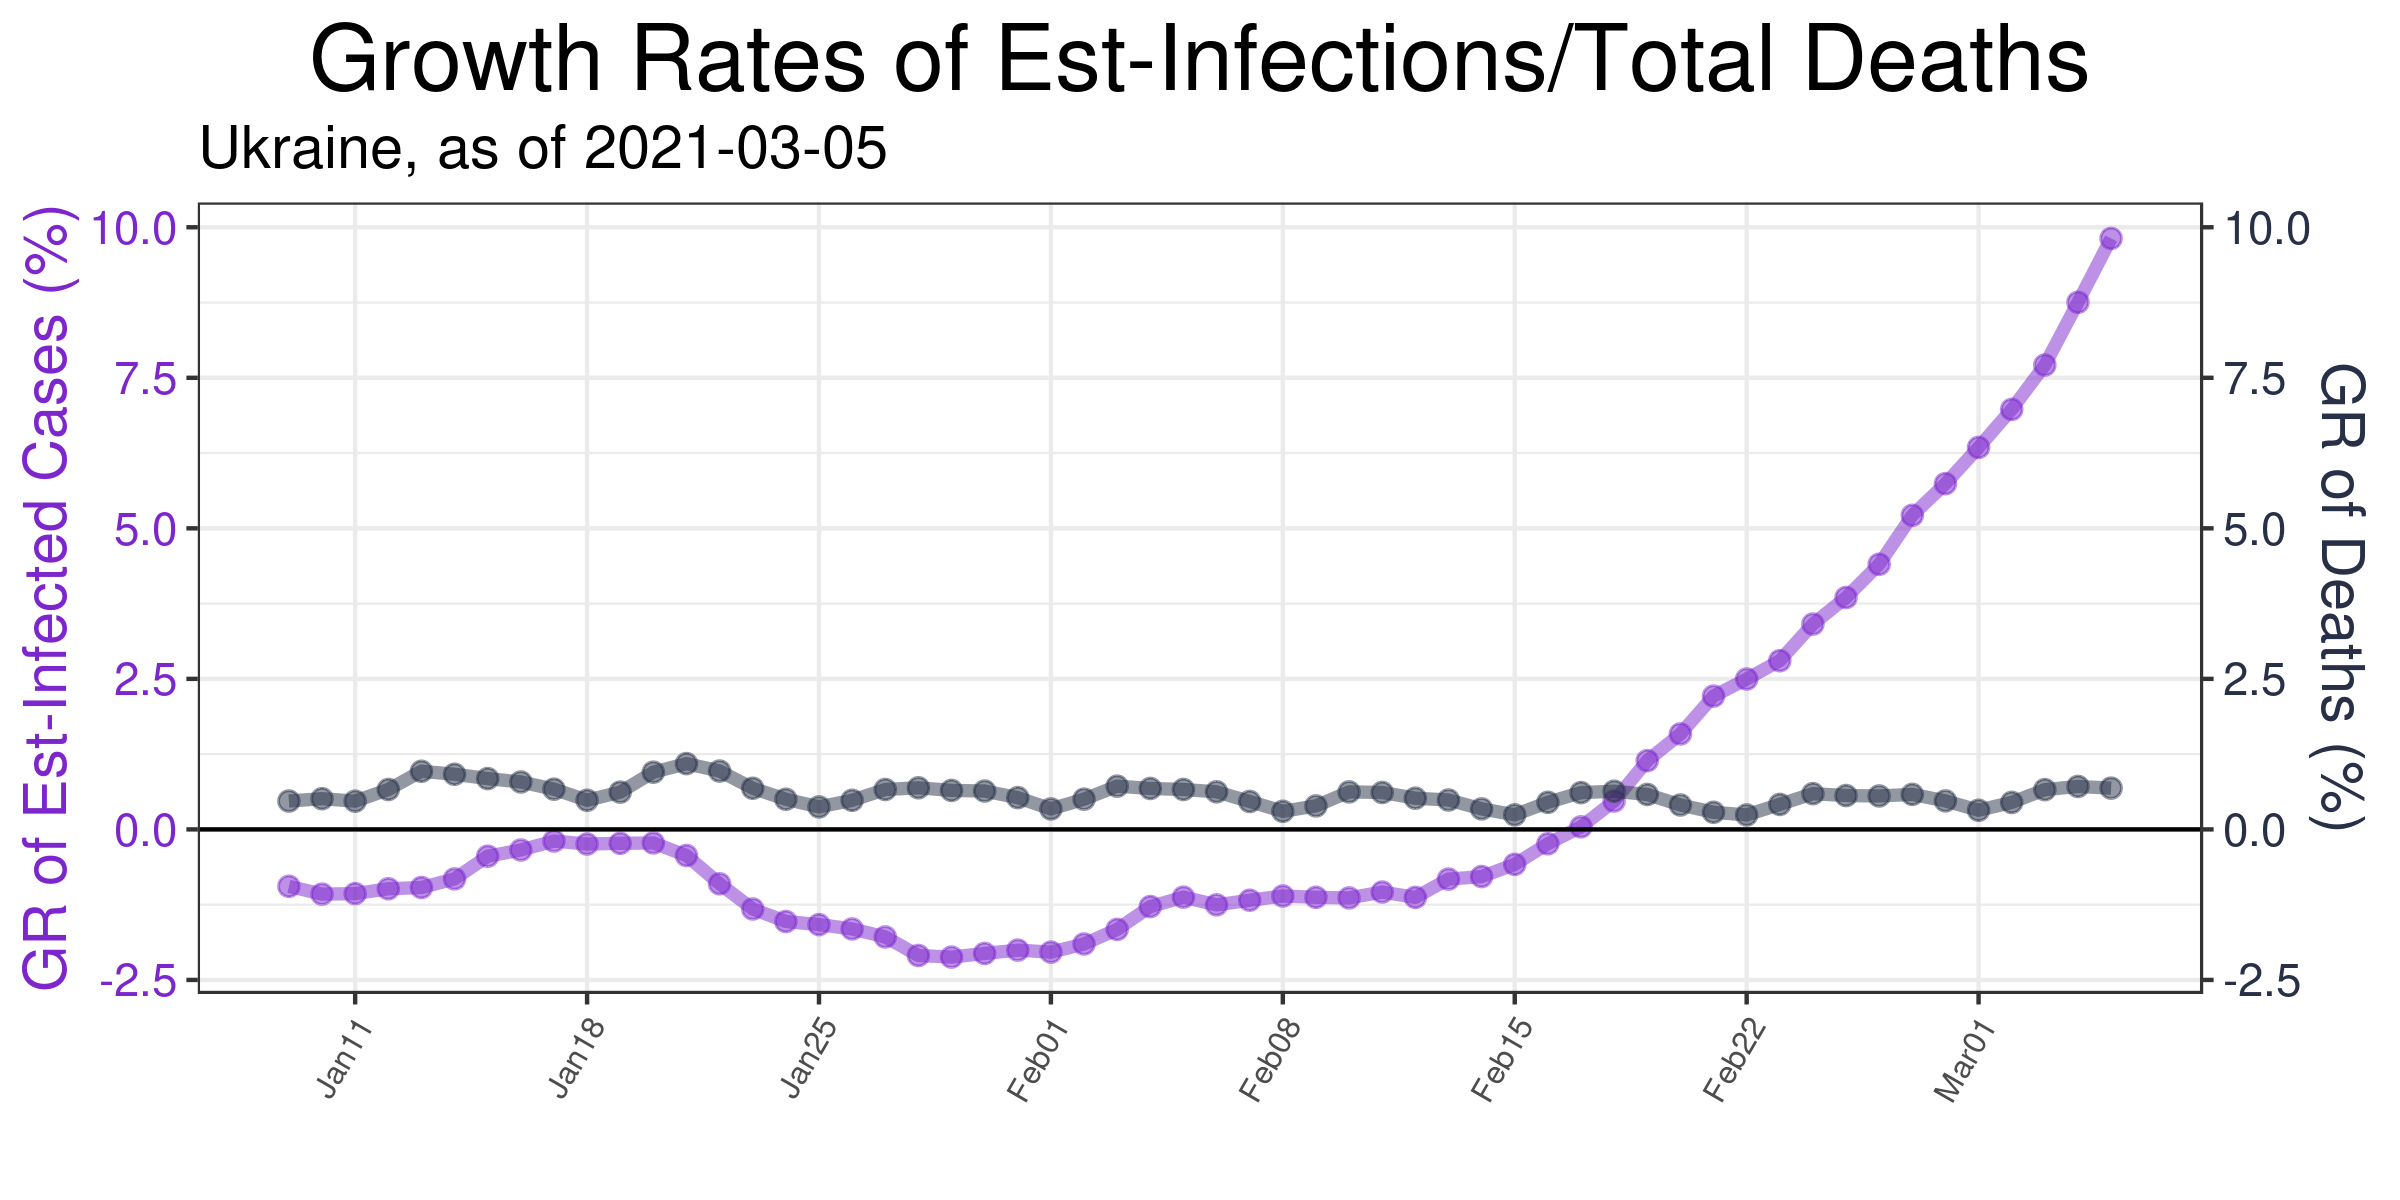 Growth Rates of Est-Infections/Total Deaths
Ukraine, as of 2021-03-05
GR of Est-Infected Cases (%)
10.0
7.5
5.0
2.5
0.0
-2.5
10.0
7.5
5.0
2.5
0.0
-2.5
GR of Deaths (%)
Jan11
Jan18
Jan25
Feb01
Feb08
Feb15
Feb22
Mar01